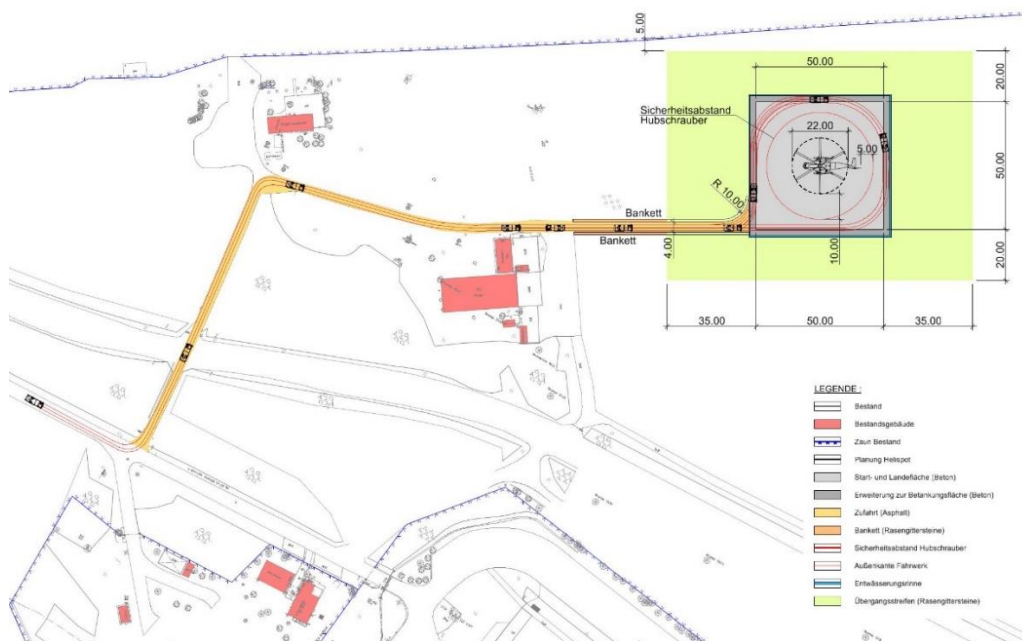 5.00
50.00
20.00
Sicherheitsabstand
Hubschrauber
22.00
5.00
50.00
R 10.00
Bankett
Bankett
4.00
10.00
20.00
35.00
50.00
35.00
LEGENDE :
Bestand
Bestandsgebäude
Zaun Bestand
Planung Helispot
Start- und Landefläche (Beton)
Erweiterung zur Betankungsfläche (Beton)
Zufahrt (Asphalt)
Bankett (Rasengittersteine)
Sicherheitsabstand Hubschrauber
Außenkante Fahrwerk
Entwässerungsrinne
Übergangsstreifen (Rasengittersteine)